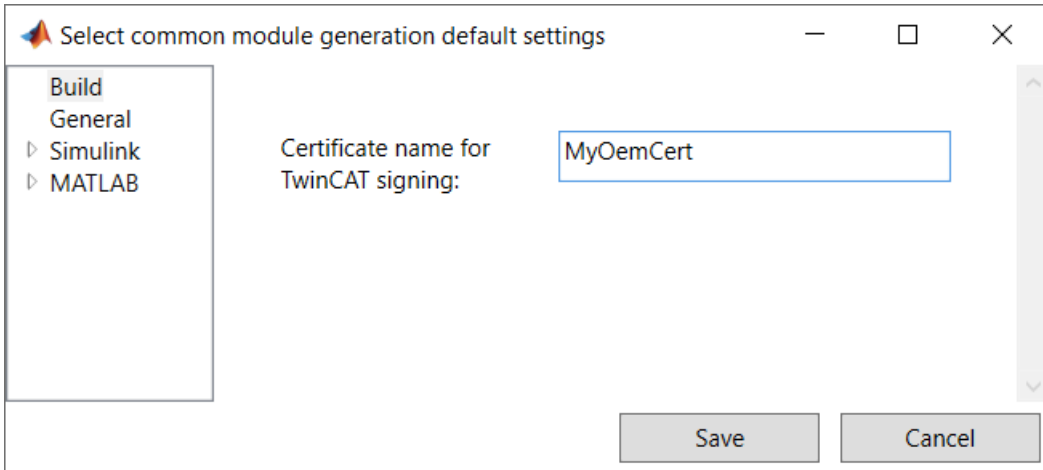 Select common module generation default settings
Build
General
Simulink
MATLAB
Certificate name for
TwinCAT signing:
MyOemCert
Save
Cancel